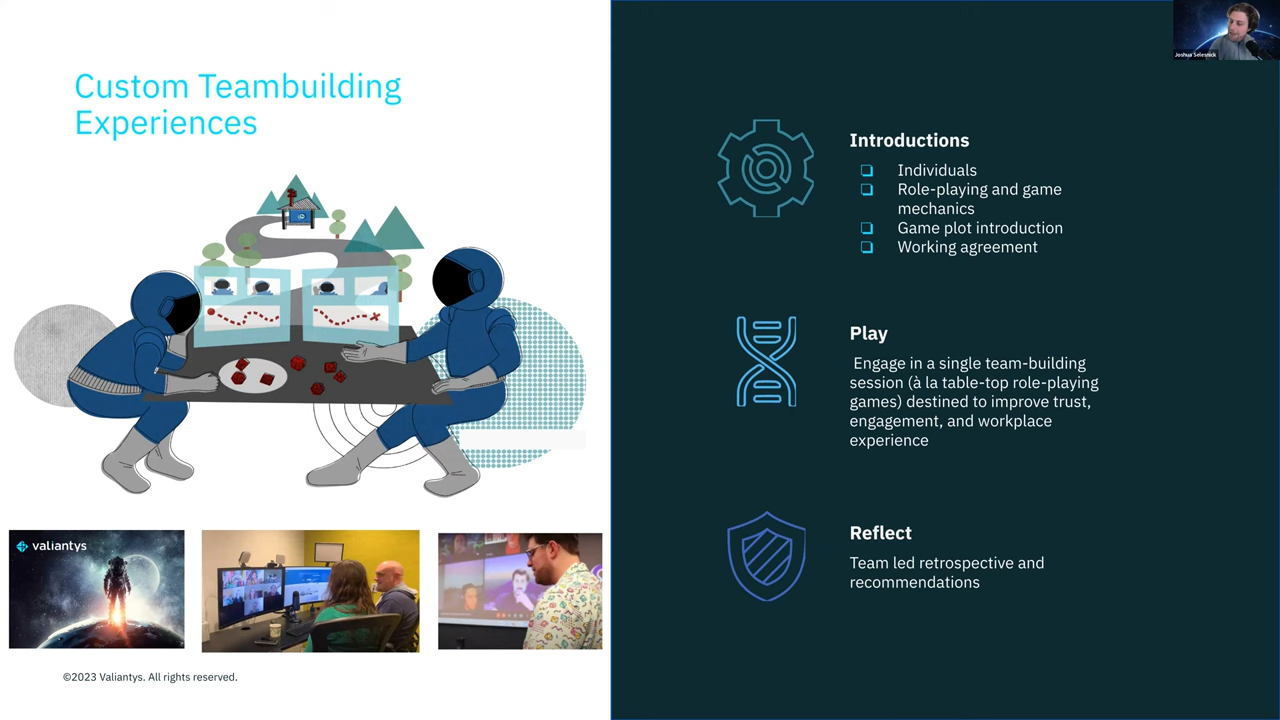 Custom Teambuilding
Experiences
valiantys
©2023 Valiantys. All rights reserved.
Joshua Selesnick
Introductions
Individuals
Role-playing and game
mechanics
Game plot introduction
Working agreement
Play
Engage in a single team-building
session (à la table-top role-playing
games) destined to improve trust,
engagement, and workplace
experience
Reflect
Team led retrospective and
recommendations